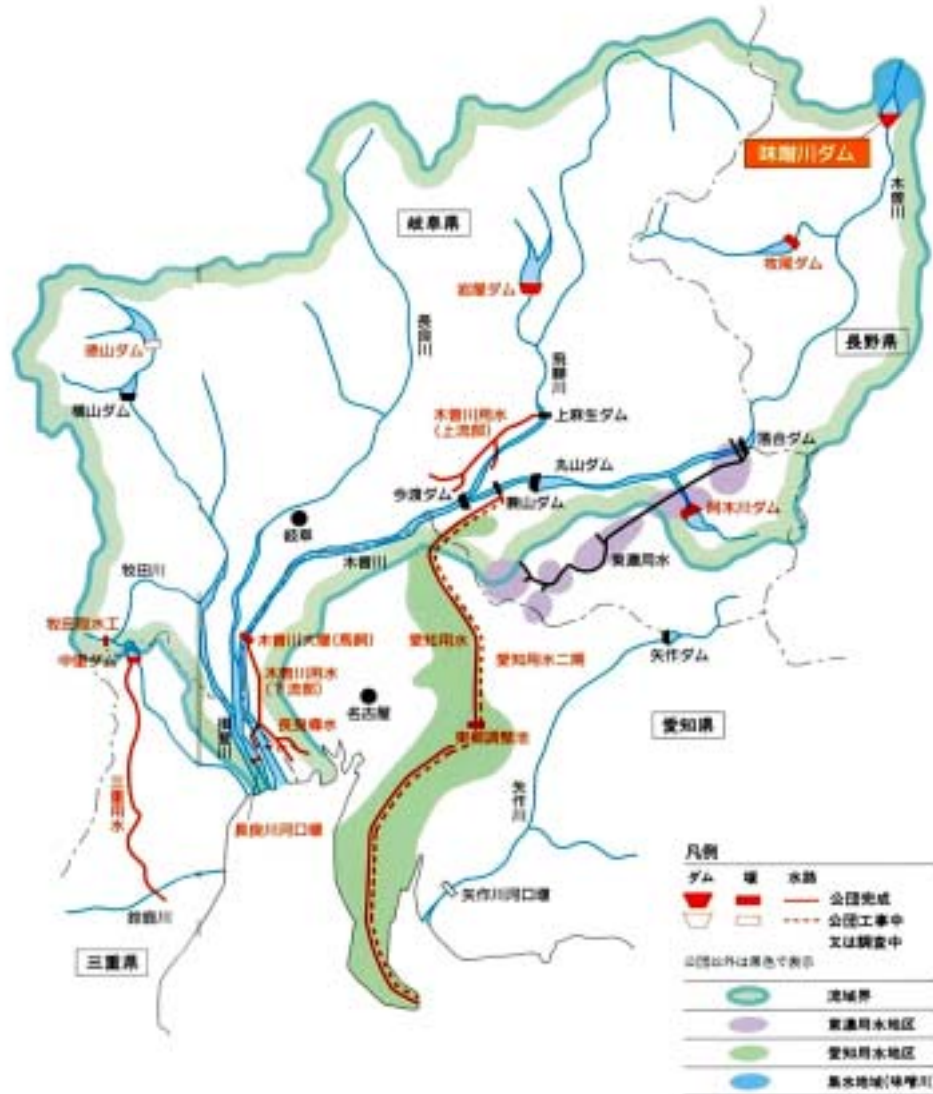 味噌川ダム
木曽川
岐阜県
牧尾ダム
岩屋ダム
長良川
飛騨川
長野県
徳山ダム
横山ダム
木曽川用水
(上流部)
上麻生ダム
落合ダム
丸山ダム
今渡ダム
兼山ダム
阿木川ダム
岐阜
木曽川
東濃用水
牧田川
中里ダム
木曽川大堰(馬飼)
愛知用水
愛知用水二期
矢作ダム
木曽川用水
(下流部)
名古屋
長良導水
東郷調整池
愛知県
揖斐川
三重用水
長良川河口堰
矢作川
矢作川河口堰
鈴鹿川
三重県
凡例
ダム 堰 水路
公団完成
公団工事中
又は調査中
公団以外は黒色で表示
流域界
東濃用水地区
愛知用水地区
集水地域(味噌川)